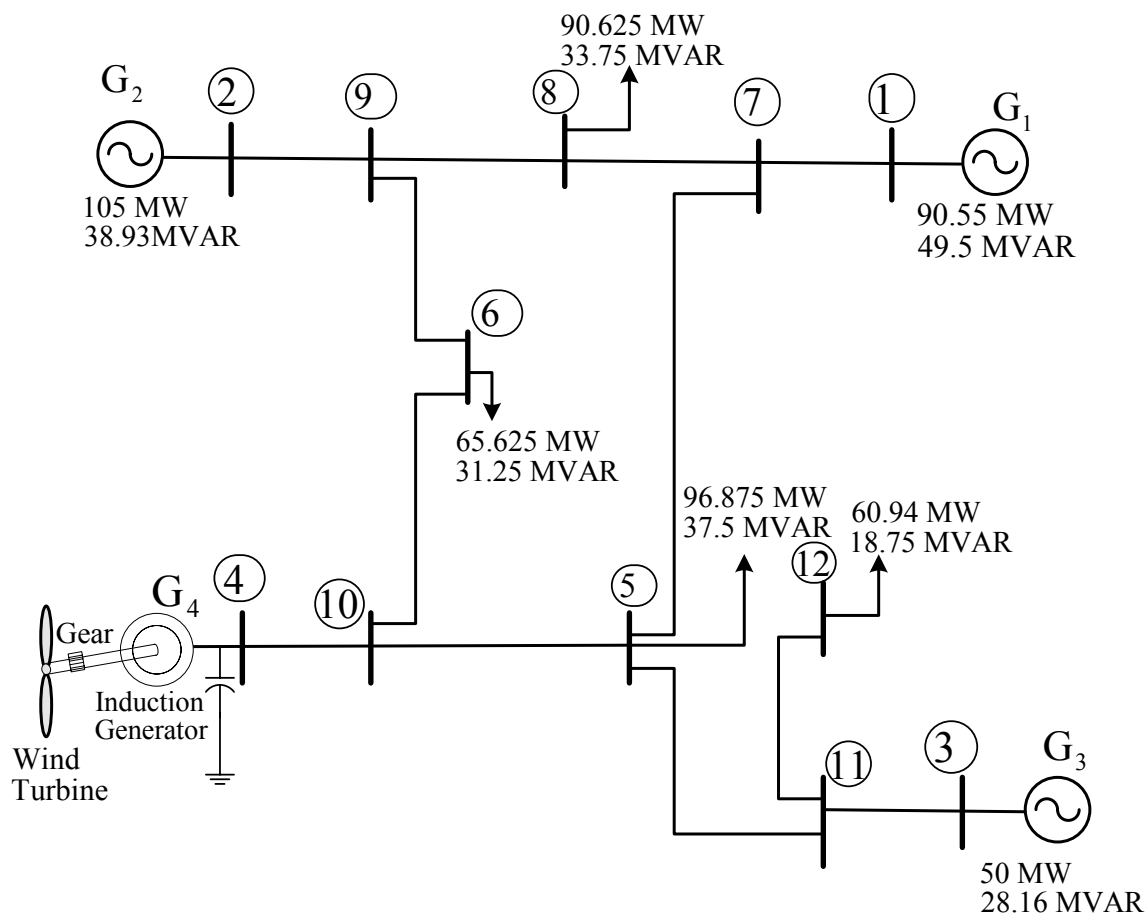 90.625 MW
33.75 MVAR
G2
2
9
8
7
1
G1
105 MW
38.93MVAR
90.55 MW
49.5 MVAR
6
65.625 MW
31.25 MVAR
96.875 MW
37.5 MVAR
60.94 MW
18.75 MVAR
12
G4
4
10
5
Gear
Induction
Generator
Wind
Turbine
11
3
G3
50 MW
28.16 MVAR